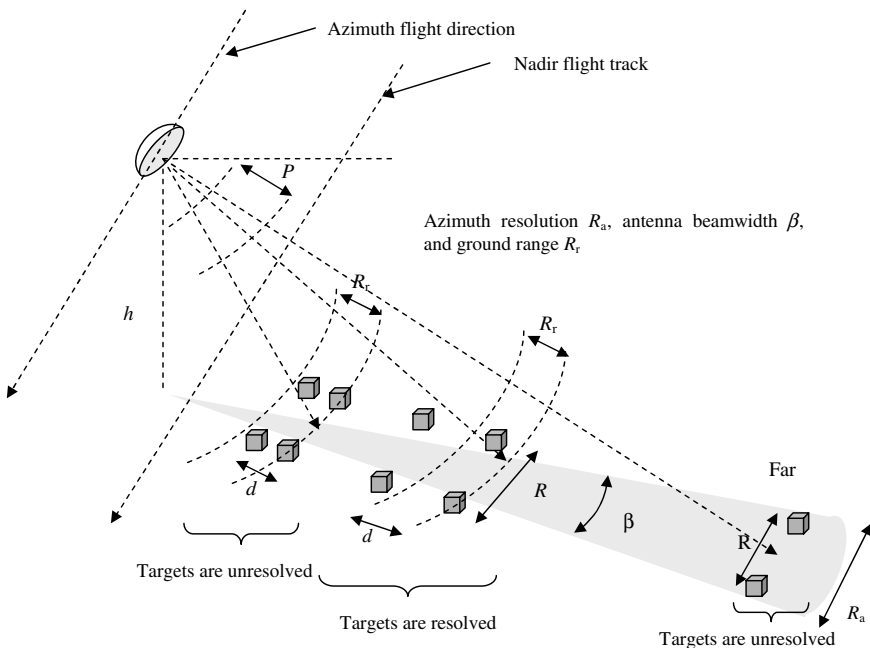 Azimuth flight direction
Nadir flight track
P
Azimuth resolution Ra, antenna beamwidth β,
and ground range Rr
h
Rr
Rr
Far
R
β
R
d
d
Ra
Targets are unresolved
Targets are resolved
Targets are unresolved